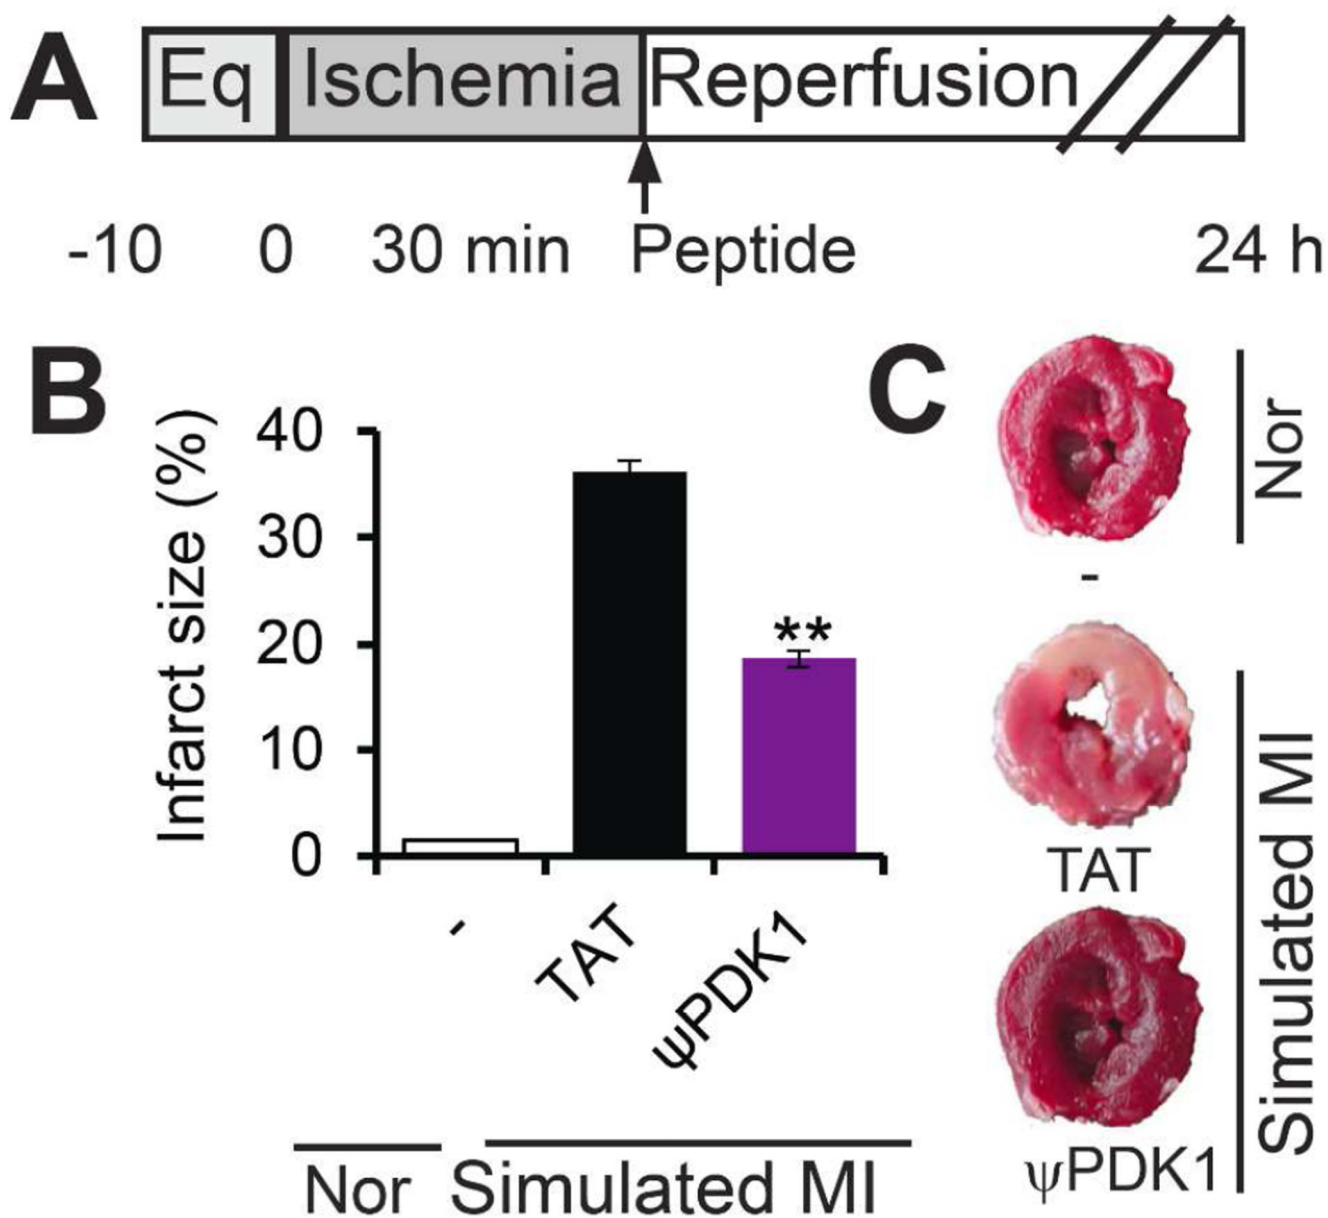 A
Eq Ischemia Reperfusion
-10 0 30 min Peptide 24 h
B
Infarct size (%)
40
30
20
10
0
**
- TAT ψPDK1
Nor Simulated MI
C
Nor
-
TAT
ψPDK1
Simulated MI